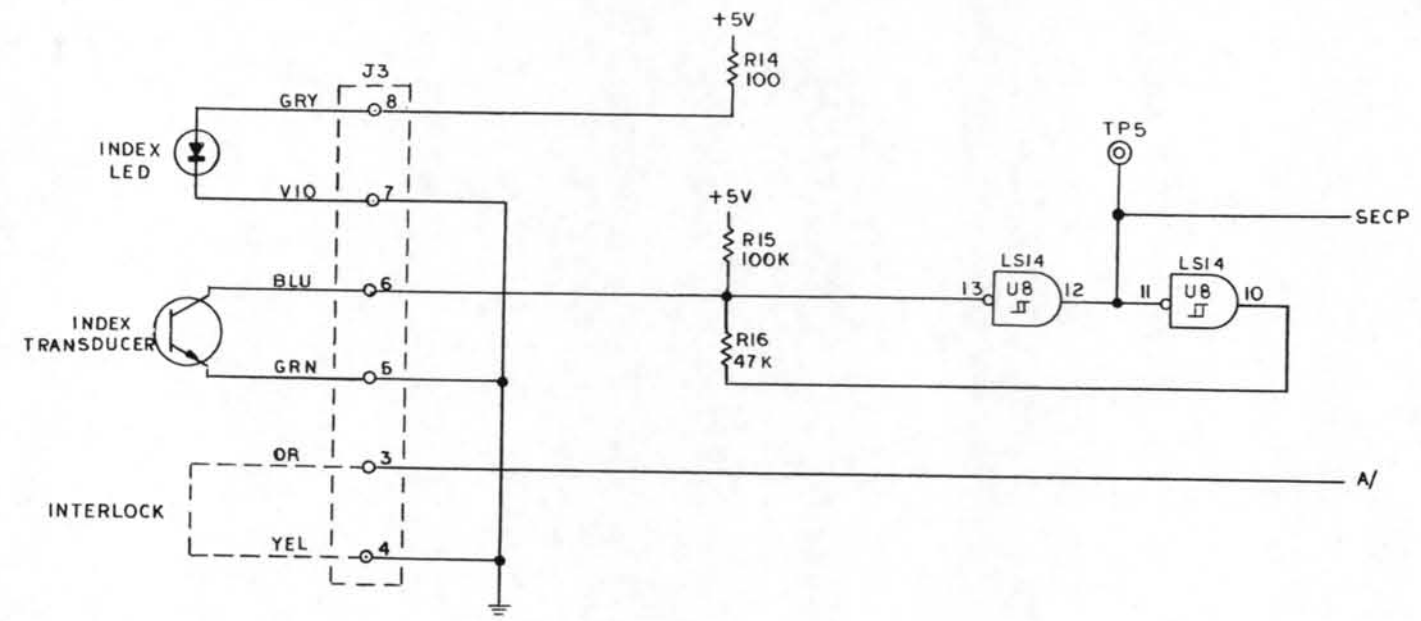 +5V
R14
100
J3
GRY
8
INDEX
LED
VIO
7
TP5
SECP
+5V
R15
100K
LS14
LS14
BLU
6
13
U8
12
11
U8
10
INDEX
TRANSDUCER
R16
47K
GRN
5
OR
3
A/
INTERLOCK
YEL
4